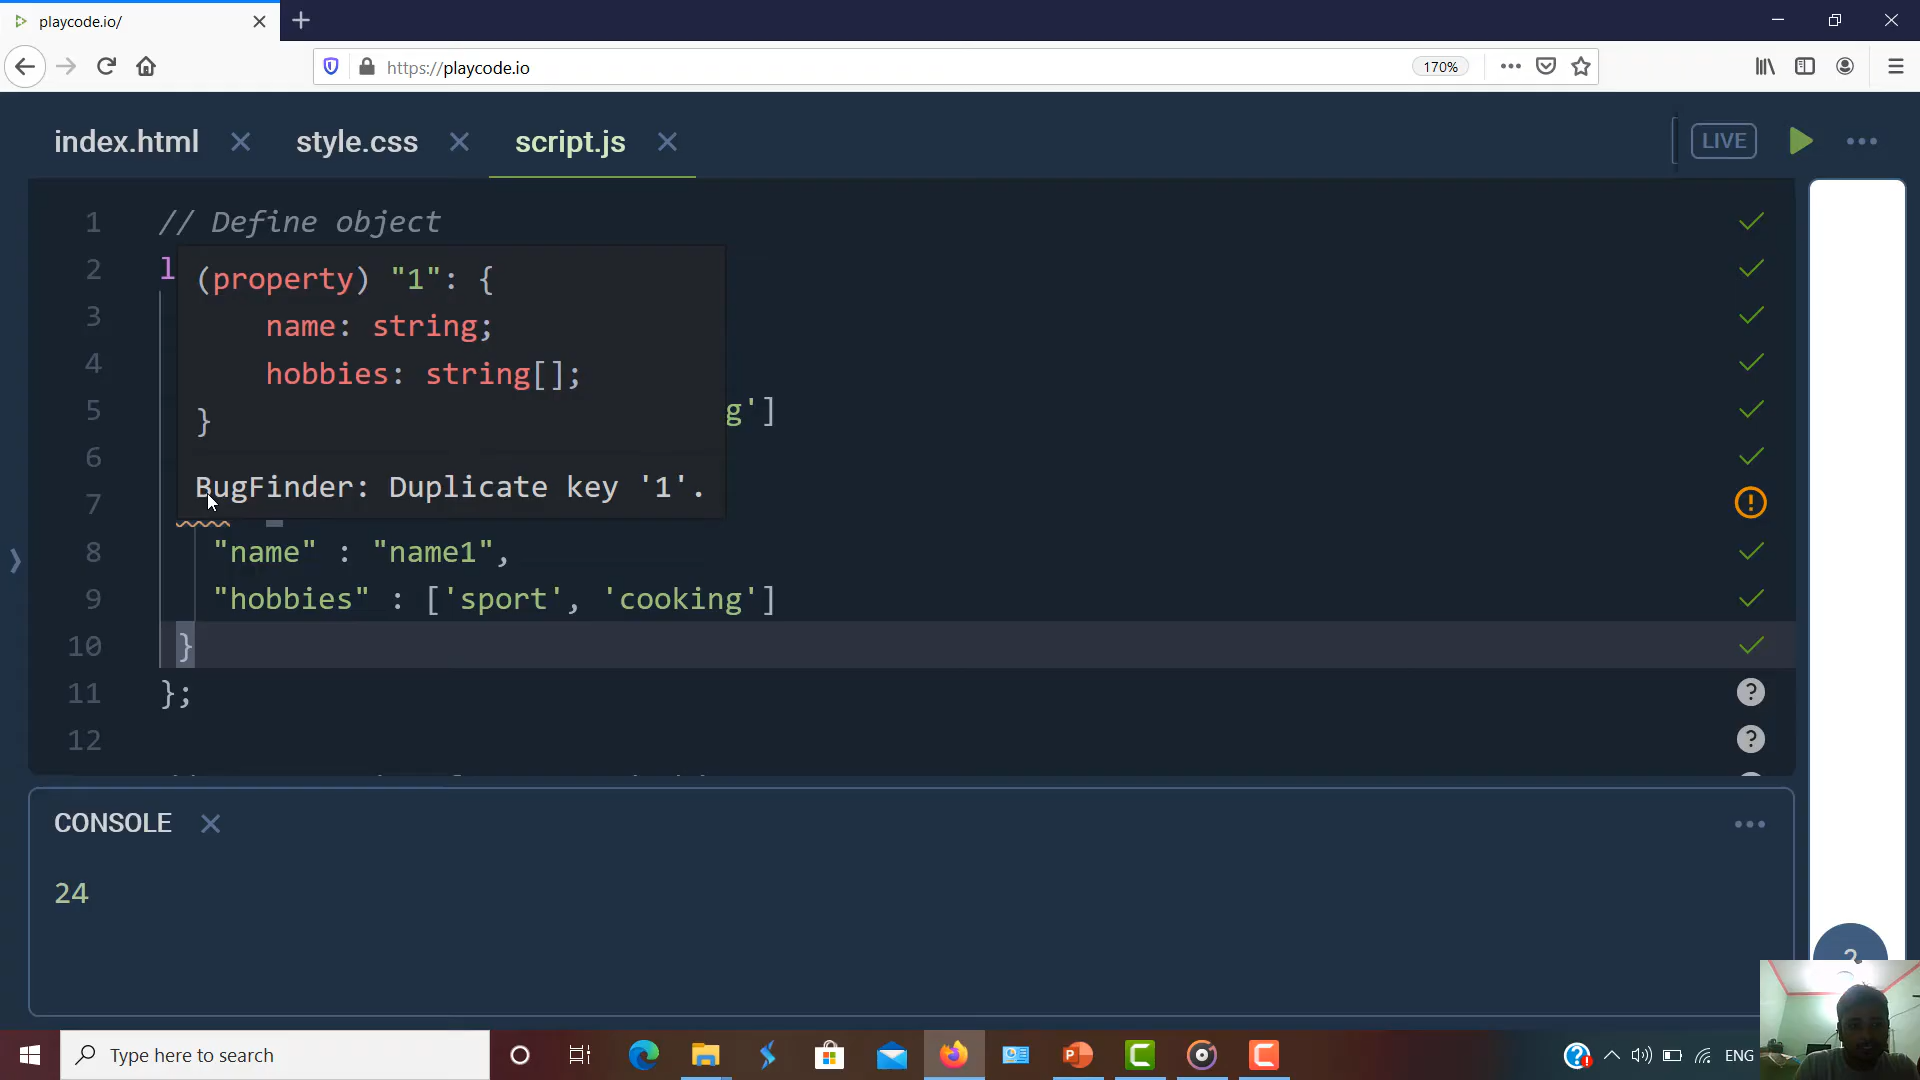 playcode.io/
https://playcode.io
170%
index.html
style.css
script.js
LIVE
1 // Define object
2 l
3
4
5 g']
6
7
(property) "1": {
name: string;
hobbies: string[];
}
BugFinder: Duplicate key '1'.
8 "name" : "name1",
9 "hobbies" : ['sport', 'cooking']
10 }
11 };
12
CONSOLE
24
Type here to search
ENG